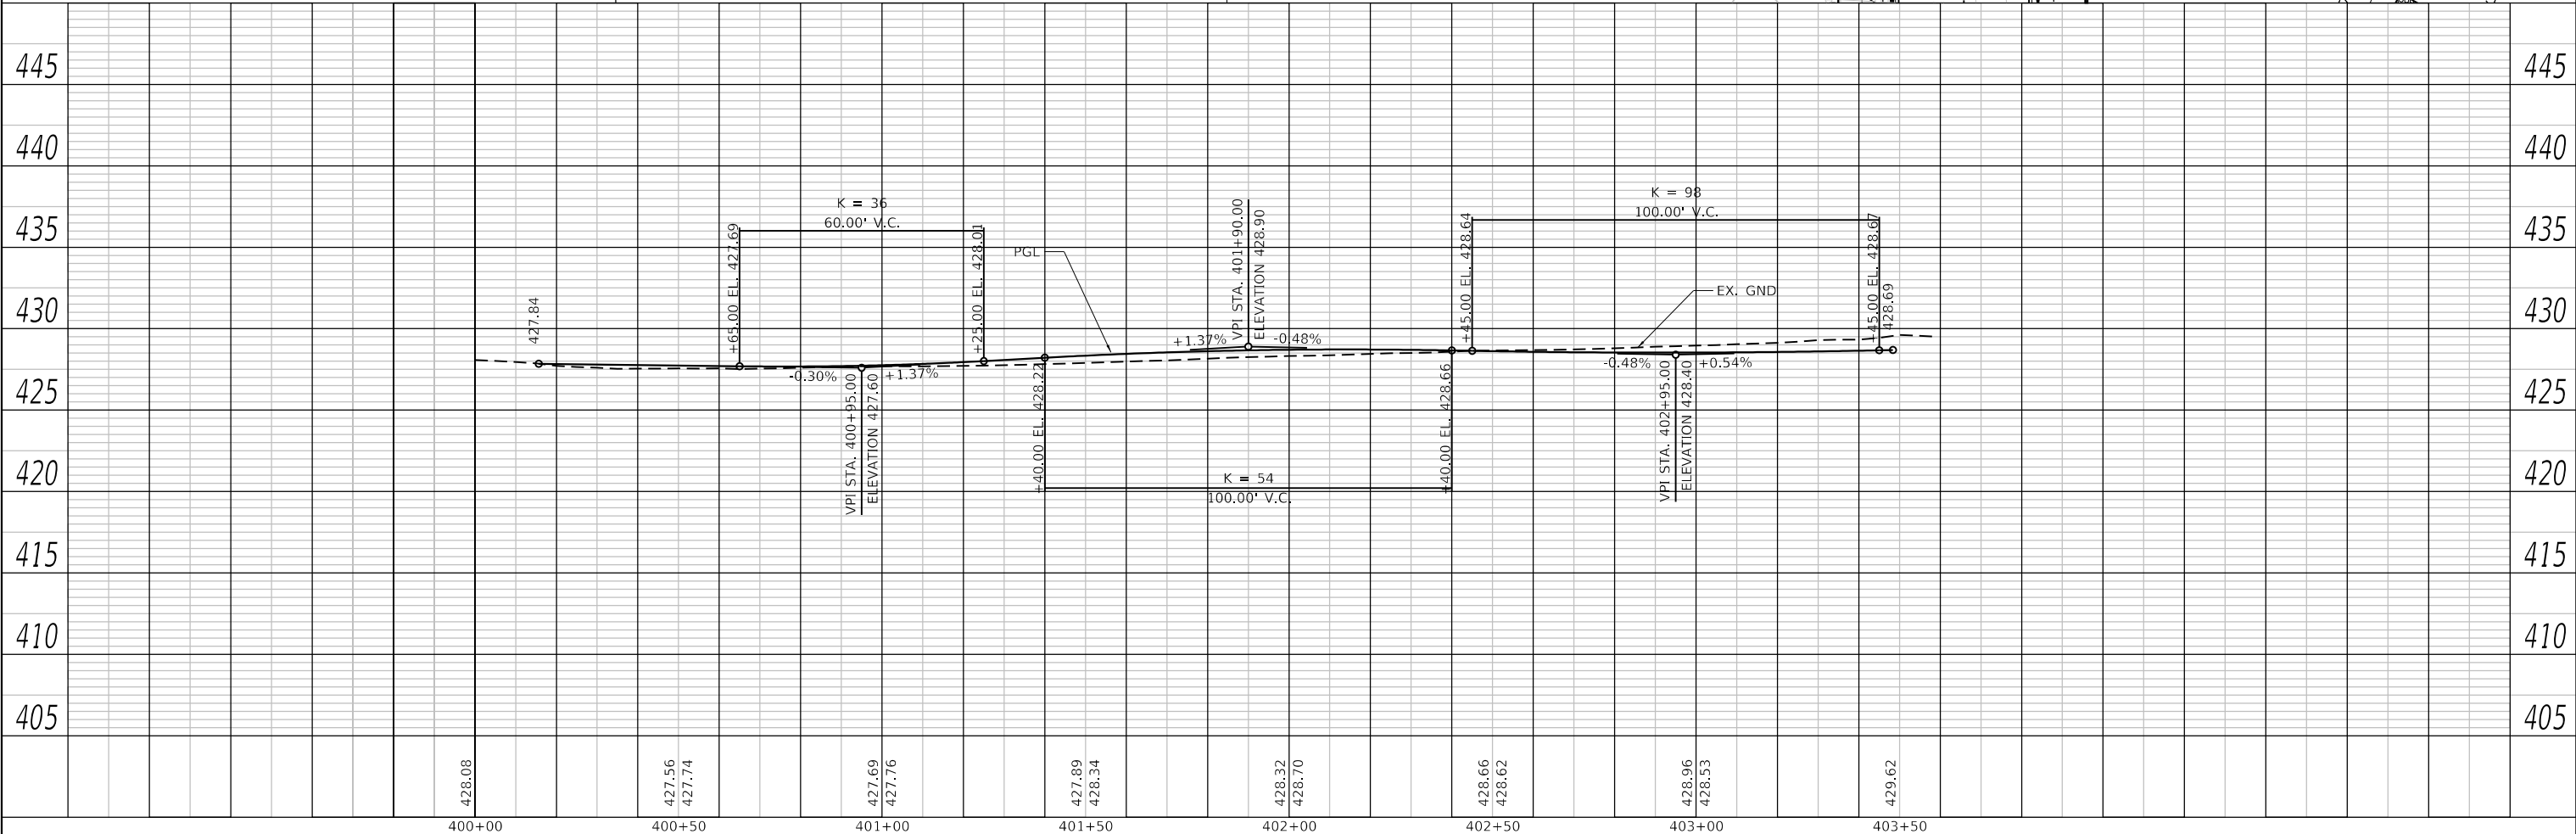 445 445
440 440
K = 36
60.00' V.C.
K = 98
100.00' V.C.
435 435
+65.00 EL. 427.69
+25.00 EL. 428.01
PGL
VPI STA. 401+90.00
ELEVATION 428.90
+45.00 EL. 428.64
EX. GND
+45.00 EL. 428.67
428.69
430 430
427.84
+1.37% -0.48%
-0.30% +1.37%
-0.48% +0.54%
425 425
VPI STA. 400+95.00
ELEVATION 427.60
+40.00 EL. 428.22
+40.00 EL. 428.66
VPI STA. 402+95.00
ELEVATION 428.40
420 420
K = 54
100.00' V.C.
415 415
410 410
405 405
428.08
427.56
427.74
427.69
427.76
427.89
428.34
428.32
428.70
428.66
428.62
428.96
428.53
429.62
400+00 400+50 401+00 401+50 402+00 402+50 403+00 403+50